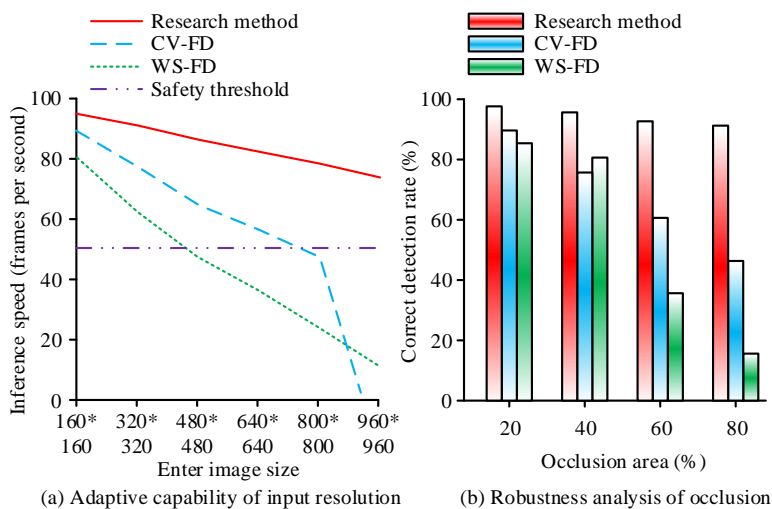 Research method
CV-FD
WS-FD
Safety threshold
Inference speed (frames per second)
100
80
60
40
20
0
160* 320* 480* 640* 800* 960*
160 320 480 640 800 960
Enter image size
(a) Adaptive capability of input resolution
Research method
CV-FD
WS-FD
Correct detection rate (%)
100
80
60
40
20
0
20 40 60 80
Occlusion area (%)
(b) Robustness analysis of occlusion